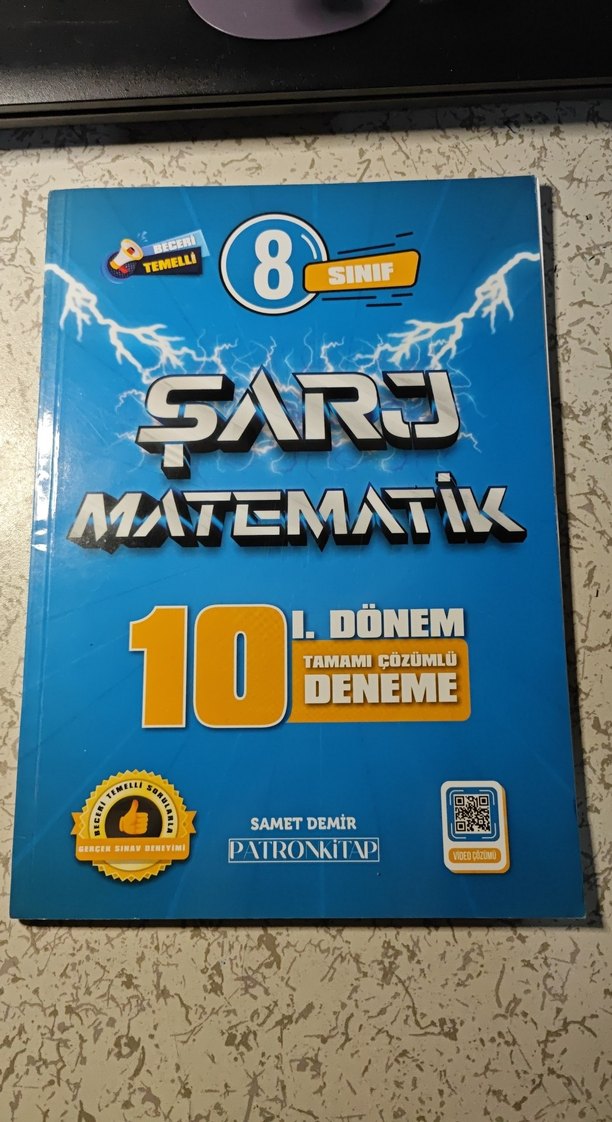 BECERİ
TEMELLİ
8
SINIF
ŞARJ
MATEMATİK
10
I. DÖNEM
TAMAMI ÇÖZÜMLÜ
DENEME
BECERİ TEMELLİ SORULARLA
GERÇEK SINAV DENEYİMİ
SAMET DEMİR
PATRONKİTAP
VİDEO ÇÖZÜMÜ